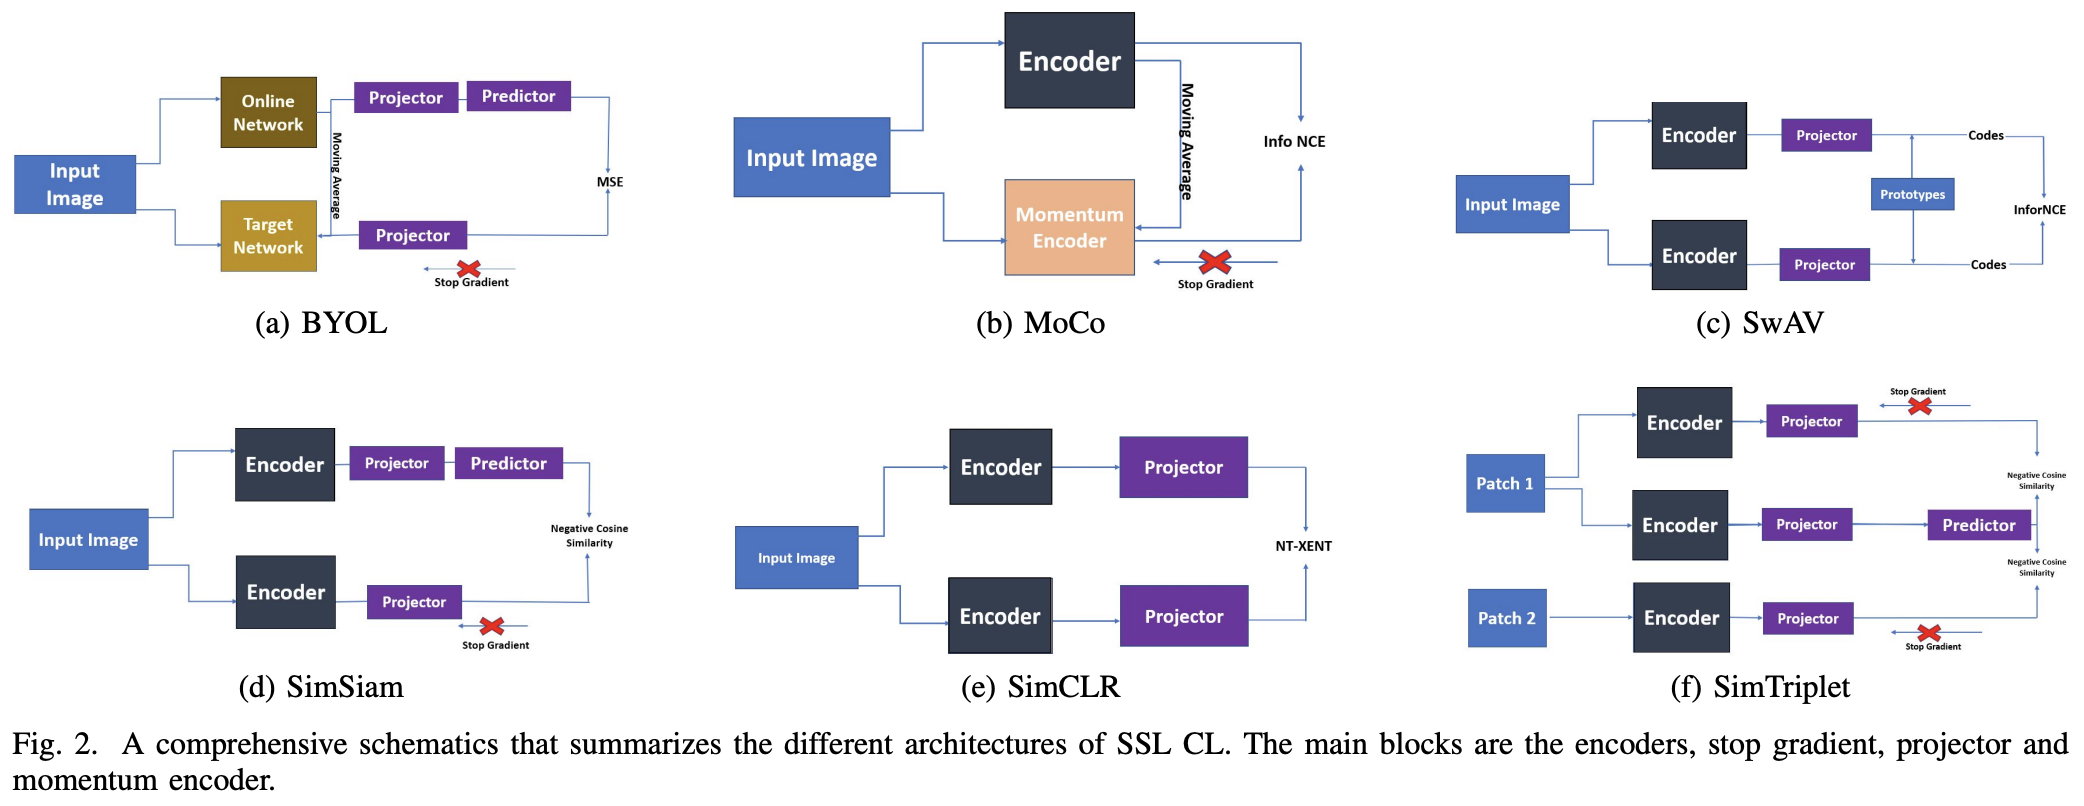 Input
Image
Online
Network
Target
Network
Moving Average
Projector
Predictor
Projector
MSE
Stop Gradient
(a) BYOL
Input Image
Encoder
Momentum
Encoder
Moving Average
Info NCE
Stop Gradient
(b) MoCo
Input Image
Encoder
Encoder
Projector
Projector
Prototypes
Codes
Codes
InforNCE
(c) SwAV
Input Image
Encoder
Projector
Predictor
Encoder
Projector
Negative Cosine
Similarity
Stop Gradient
(d) SimSiam
Input Image
Encoder
Projector
Encoder
Projector
NT-XENT
(e) SimCLR
Patch 1
Patch 2
Encoder
Projector
Stop Gradient
Encoder
Projector
Predictor
Negative Cosine
Similarity
Negative Cosine
Similarity
Encoder
Projector
Stop Gradient
(f) SimTriplet
Fig. 2. A comprehensive schematics that summarizes the different architectures of SSL CL. The main blocks are the encoders, stop gradient, projector and
momentum encoder.